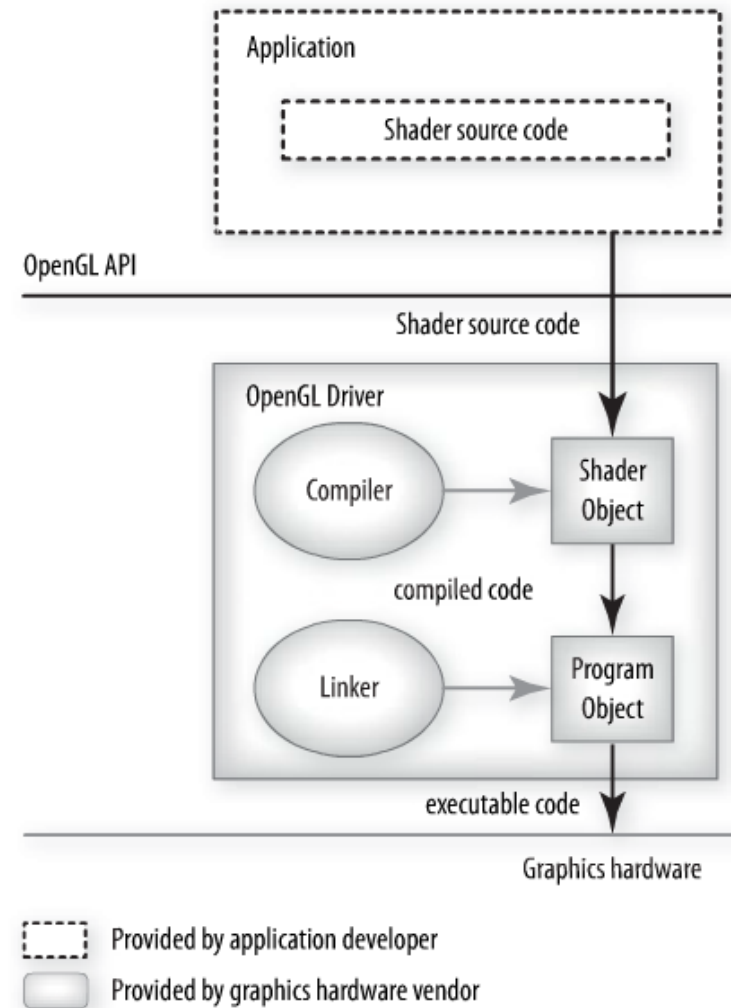 Application
Shader source code
OpenGL API
Shader source code
OpenGL Driver
Compiler
Shader
Object
compiled code
Linker
Program
Object
executable code
Graphics hardware
Provided by application developer
Provided by graphics hardware vendor